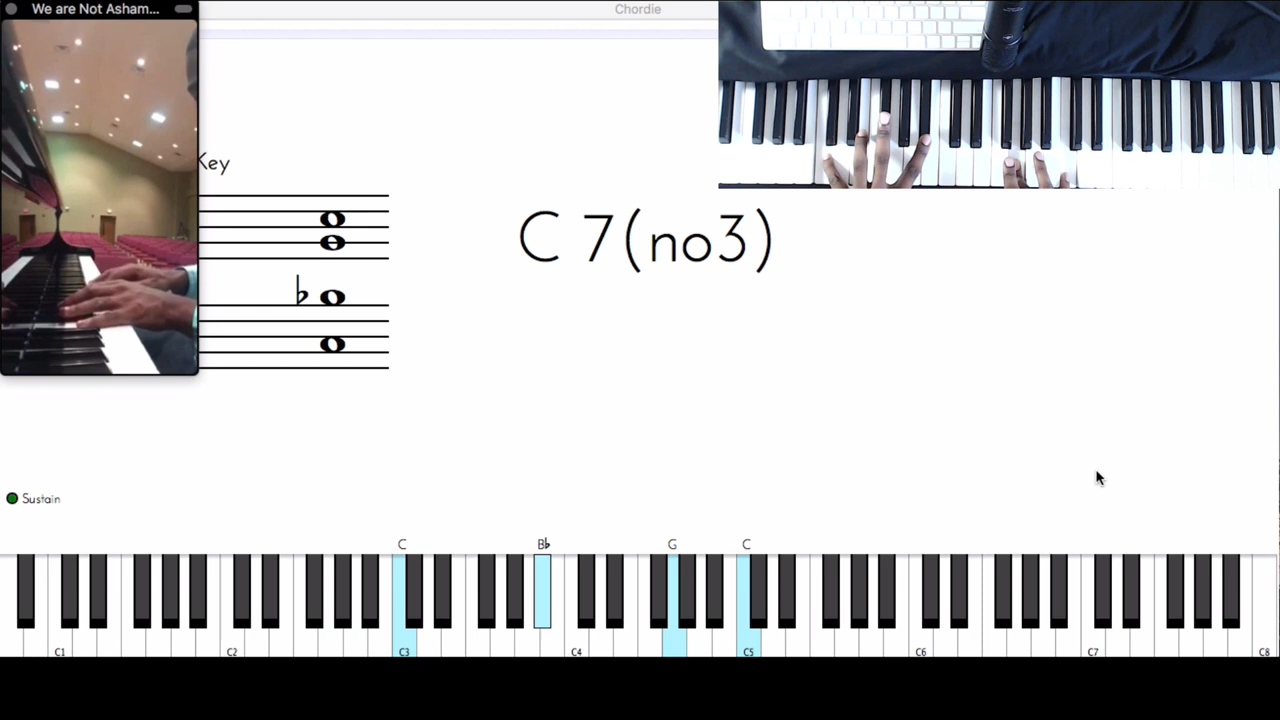 We are Not Asham...
Chordie
Key
C 7(no3)
Sustain
C B♭ G C
C1 C2 C3 C4 C5 C6 C7 C8